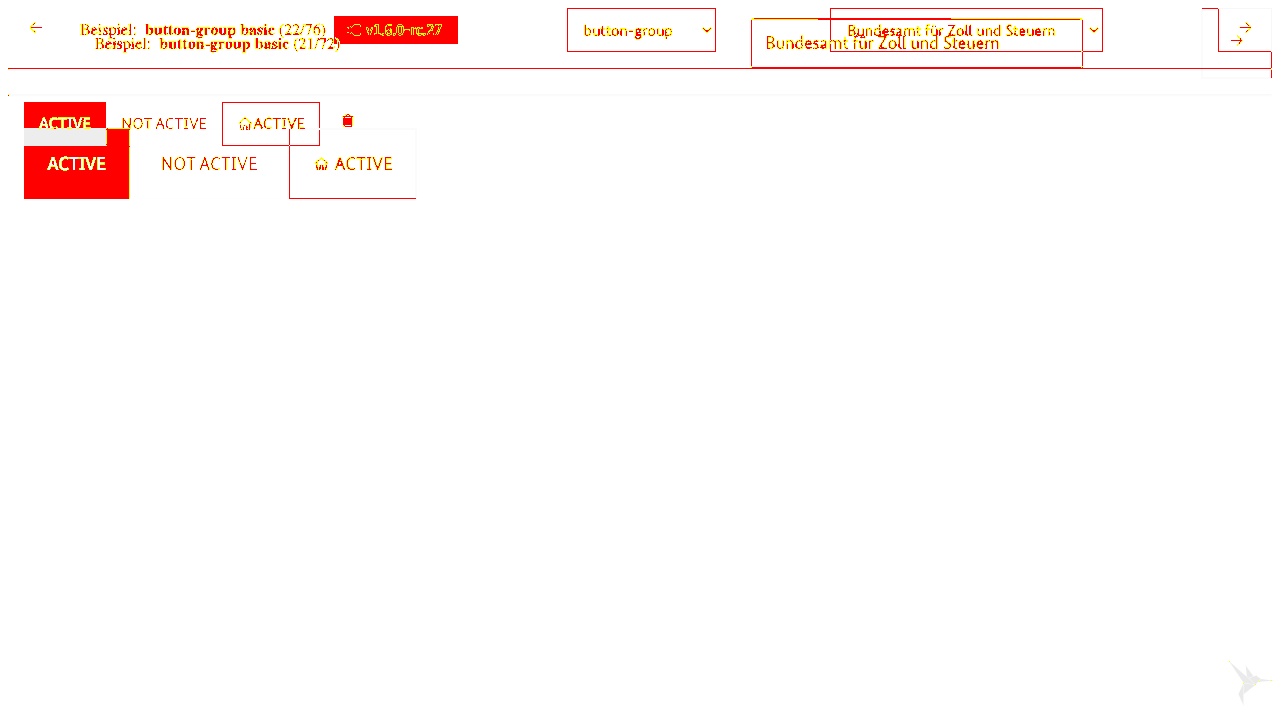 Beispiel: button-group basic (22/76) v1.6.0-rc.27 button-group Bundesamt für Zoll und Steuern
Beispiel: button-group basic (21/72) Bundesamt für Zoll und Steuern
ACTIVE NOT ACTIVE ACTIVE
ACTIVE NOT ACTIVE ACTIVE